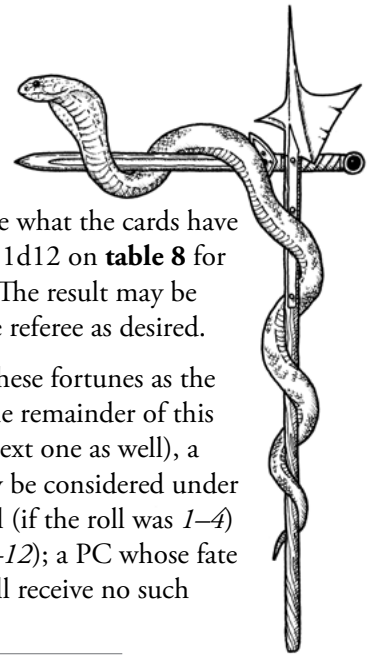 e what the cards have
1d12 on table 8 for
The result may be
e referee as desired.
hese fortunes as the
e remainder of this
ext one as well), a
y be considered under
l (if the roll was 1–4)
–12); a PC whose fate
ll receive no such